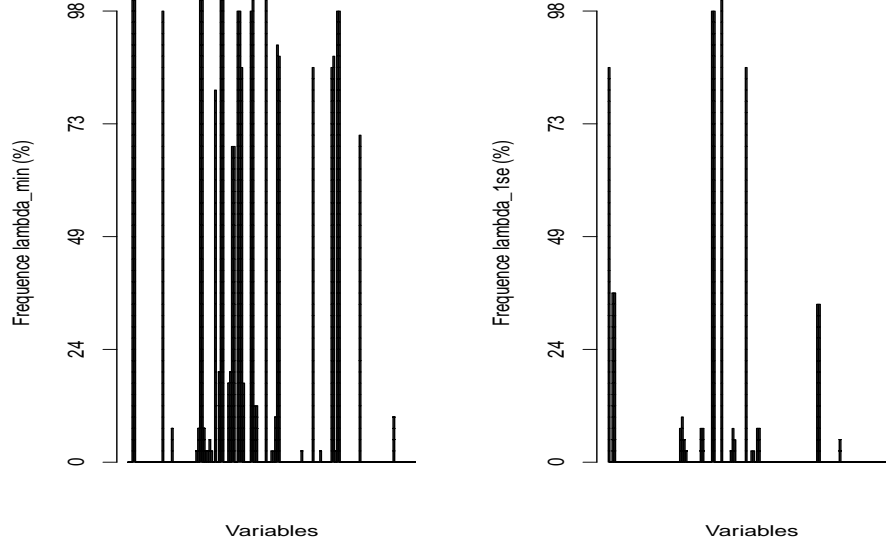 98
73
49
24
0
Frequence lambda_min (%)
Variables
98
73
49
24
0
Frequence lambda_1se (%)
Variables